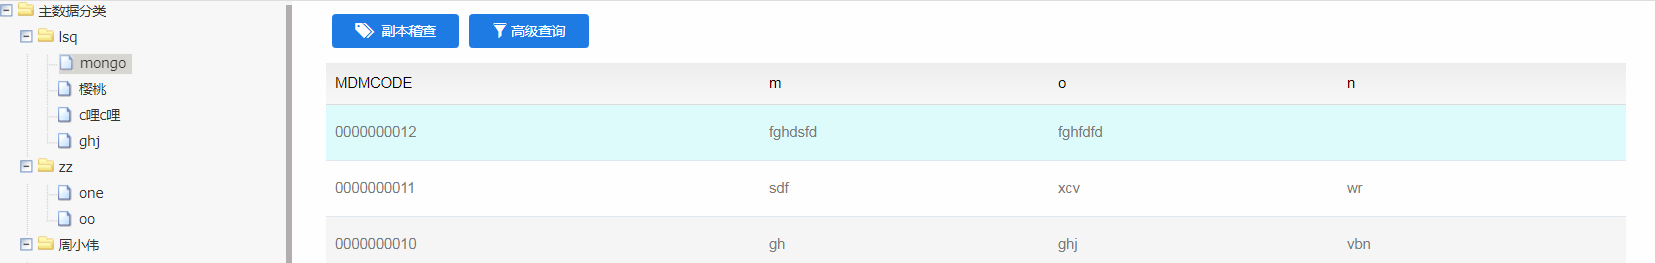 主数据分类
lsq
mongo
樱桃
c哩c哩
ghj
zz
one
oo
周小伟
副本稽查 高级查询
MDMCODE m o n
0000000012 fghdsfd fghfdfd
0000000011 sdf xcv wr
0000000010 gh ghj vbn